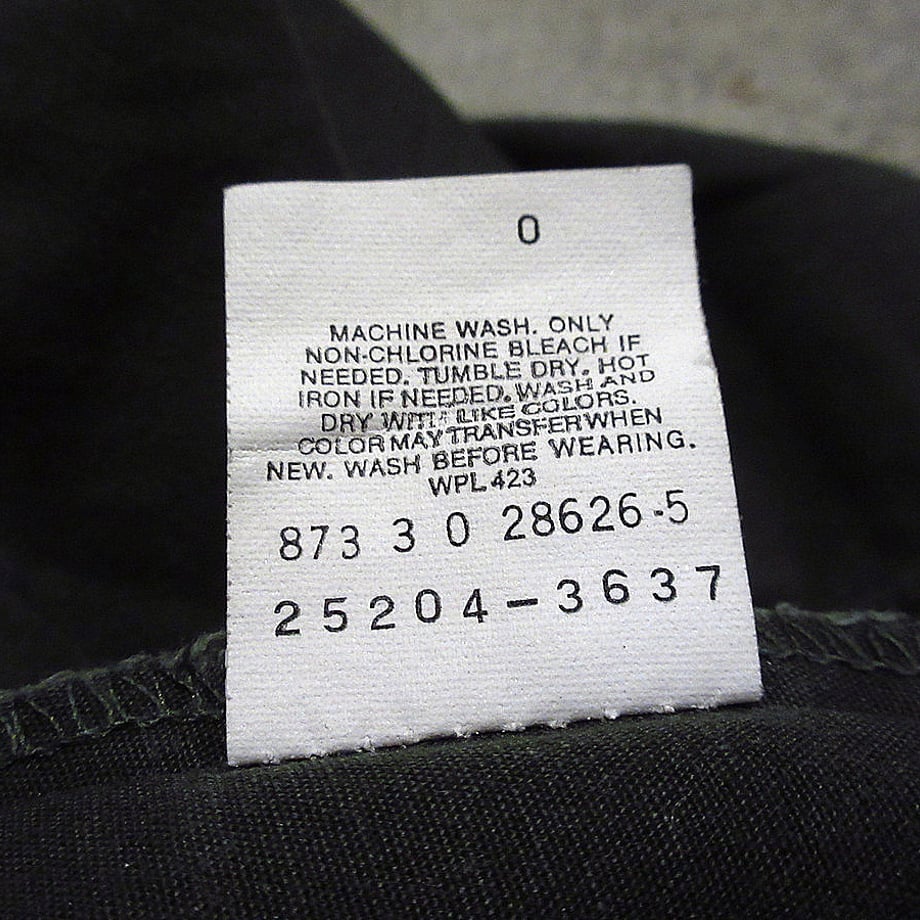 0
MACHINE WASH. ONLY
NON-CHLORINE BLEACH IF
NEEDED. TUMBLE DRY. HOT
IRON IF NEEDED. WASH AND
DRY WITH LIKE COLORS.
COLOR MAY TRANSFER WHEN
NEW. WASH BEFORE WEARING.
WPL 423
873 3 0 28626-5
25204-3637